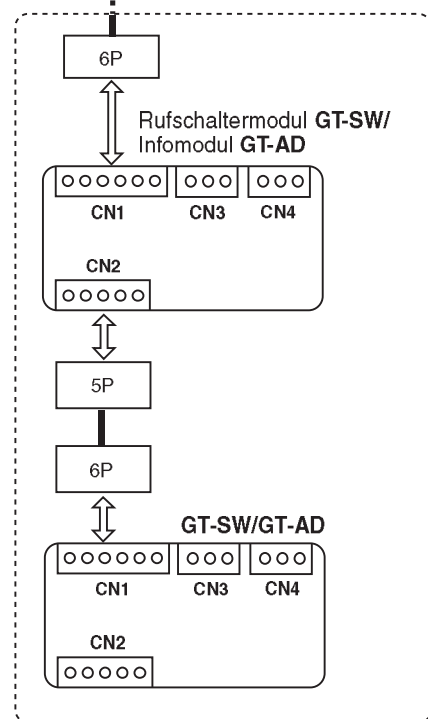 6P
Rufschaltermodul GT-SW/
Infomodul GT-AD
CN1 CN3 CN4
CN2
5P
6P
GT-SW/GT-AD
CN1 CN3 CN4
CN2